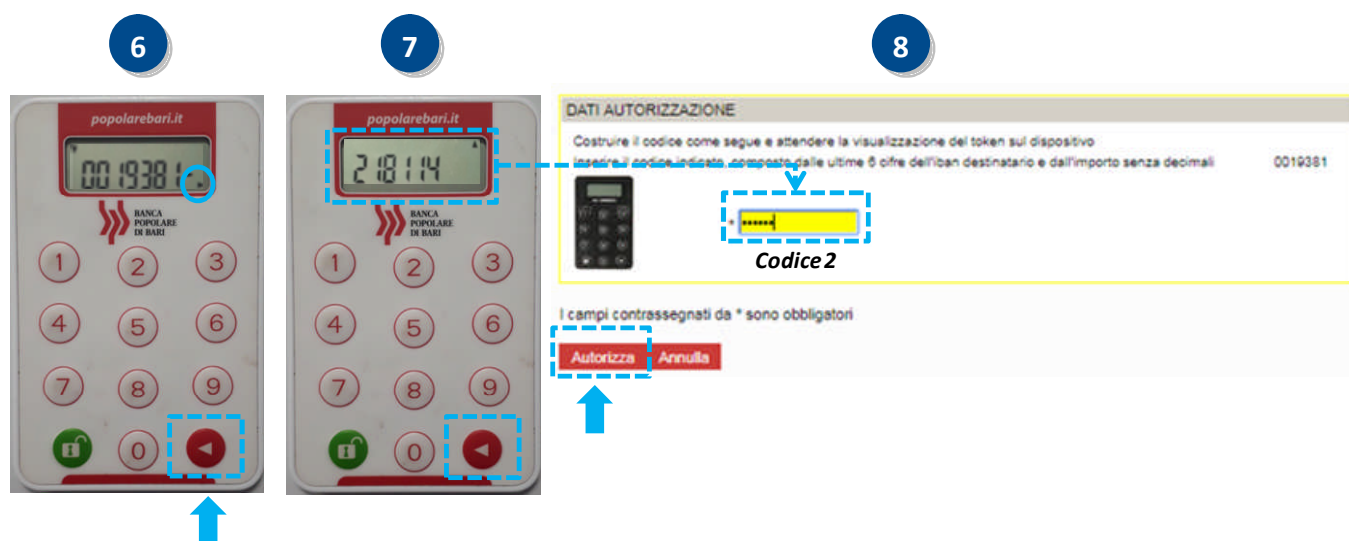 6
7
8
popolarebari.it
0019381
BANCA
POPOLARE
DI BARI
1
2
3
4
5
6
7
8
9
0
popolarebari.it
218114
BANCA
POPOLARE
DI BARI
1
2
3
4
5
6
7
8
9
0
DATI AUTORIZZAZIONE
Costruire il codice come segue e attendere la visualizzazione del token sul dispositivo
Inserire il codice indicato, composto dalle ultime 6 cifre dell'iban destinatario e dall'importo senza decimali 0019381
* ••••••
Codice 2
I campi contrassegnati da * sono obbligatori
Autorizza Annulla